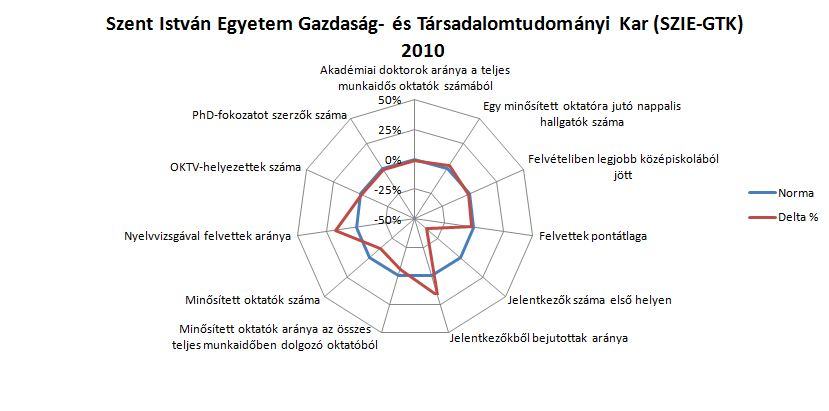 Szent István Egyetem Gazdaság- és Társadalomtudományi Kar (SZIE-GTK)
2010
Akadémiai doktorok aránya a teljes
munkaidős oktatók számából
Egy minősített oktatóra jutó nappalis
hallgatók száma
Felvételiben legjobb középiskolából
jött
Felvettek pontátlaga
Jelentkezők száma első helyen
Jelentkezőkből bejutottak aránya
Minősített oktatók aránya az összes
teljes munkaidőben dolgozó oktatóból
Minősített oktatók száma
Nyelvvizsgával felvettek aránya
OKTV-helyezettek száma
PhD-fokozatot szerzők száma
50%
25%
0%
-25%
-50%
Norma
Delta %